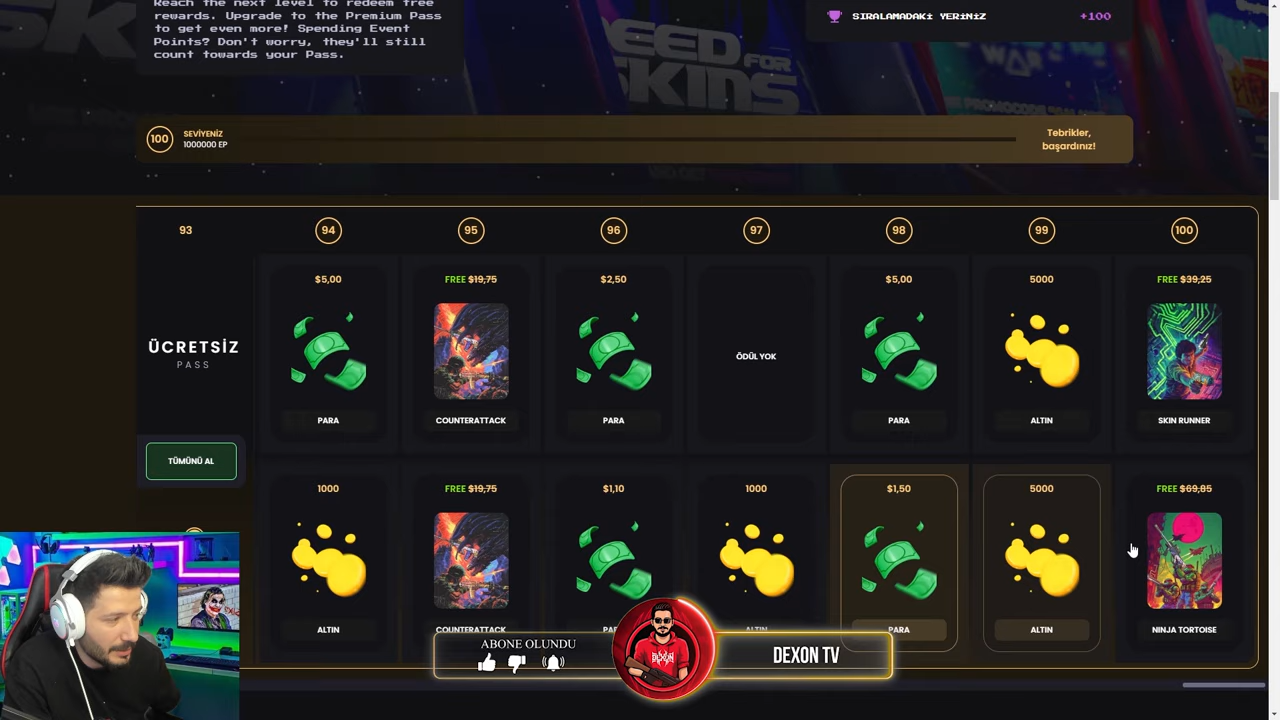 Reach the next level to redeem free
rewards. Upgrade to the Premium Pass
to get even more! Spending Event
Points? Don't worry, they'll still
count towards your Pass.
SIRALAMADAKİ YERİNİZ
+100
NEED FOR
SKINS
100
SEVİYENİZ
1000000 EP
Tebrikler,
başardınız!
93
94
95
96
97
98
99
100
ÜCRETSİZ
PASS
TÜMÜNÜ AL
$5,00
PARA
FREE $19,75
COUNTERATTACK
$2,50
PARA
ÖDÜL YOK
$5,00
PARA
5000
ALTIN
FREE $39,25
SKIN RUNNER
1000
ALTIN
FREE $19,75
COUNTERATTACK
$1,10
1000
ALTIN
$1,50
PARA
5000
ALTIN
FREE $69,85
NINJA TORTOISE
ABONE OLUNDU
DEXON TV